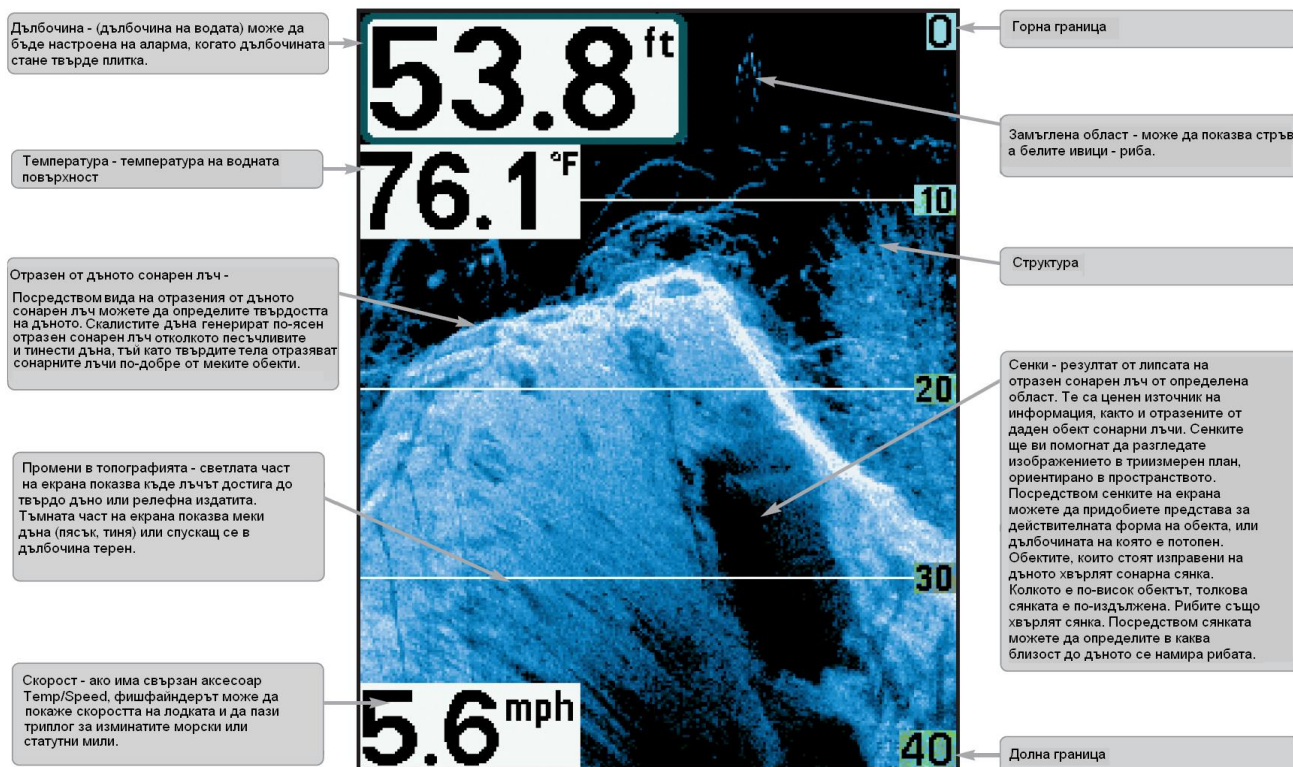 Дълбочина - (дълбочина на водата) може да
бъде настроена на аларма, когато дълбочината
стане твърде плитка.
Температура - температура на водната
повърхност
Отразен от дъното сонарен лъч -
Посредством вида на отразения от дъното
сонарен лъч можете да определите твърдостта
на дъното. Скалистите дъна генерират по-ясен
отразен сонарен лъч отколкото песъчливите
и тинести дъна, тъй като твърдите тела отразяват
сонарните лъчи по-добре от меките обекти.
Промени в топографията - светлата част
на екрана показва къде лъчът достига до
твърдо дъно или релефна издатита.
Тъмната част на екрана показва меки
дъна (пясък, тиня) или спускащ се в
дълбочина терен.
Скорост - ако има свързан аксесоар
Temp/Speed, фишфайндерът може да
покаже скоростта на лодката и да пази
триплог за изминатите морски или
статутни мили.
53.8 ft
76.1 °F
5.6 mph
0
10
20
30
40
Горна граница
Замъглена област - може да показва стръв
а белите ивици - риба.
Структура
Сенки - резултат от липсата на
отразен сонарен лъч от определена
област. Те са ценен източник на
информация, както и отразените от
даден обект сонарни лъчи. Сенките
ще ви помогнат да разгледате
изображението в триизмерен план,
ориентирано в пространството.
Посредством сенките на екрана
можете да придобиете представа за
действителната форма на обекта, или
дълбочината на която е потопен.
Обектите, които стоят изправени на
дъното хвърлят сонарна сянка.
Колкото е по-висок обектът, толкова
сянката е по-издължена. Рибите също
хвърлят сянка. Посредством сянката
можете да определите в каква
близост до дъното се намира рибата.
Долна граница